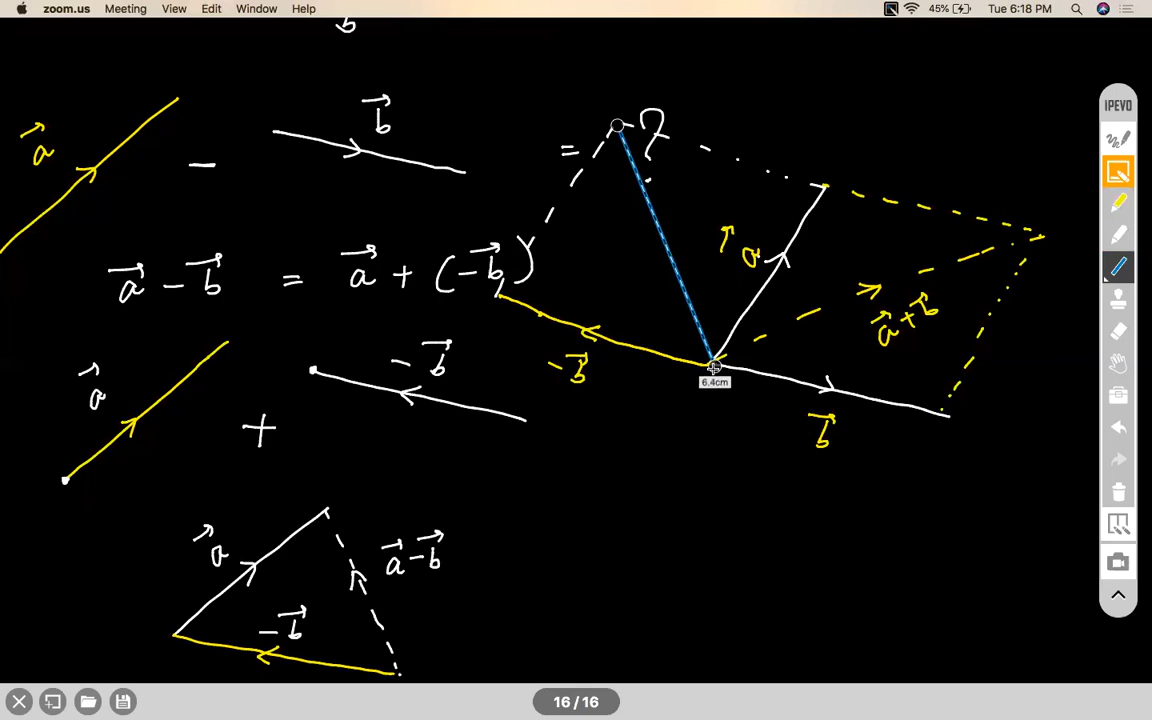 zoom.us Meeting View Edit Window Help 45% Tue 6:18 PM
b
IPEVO
→a − →b = ?
→a − →b = →a + (−→b)
→a
→a + →b
−→b
→b
6.4cm
→a + −→b
→a
→a − →b
−→b
16 / 16